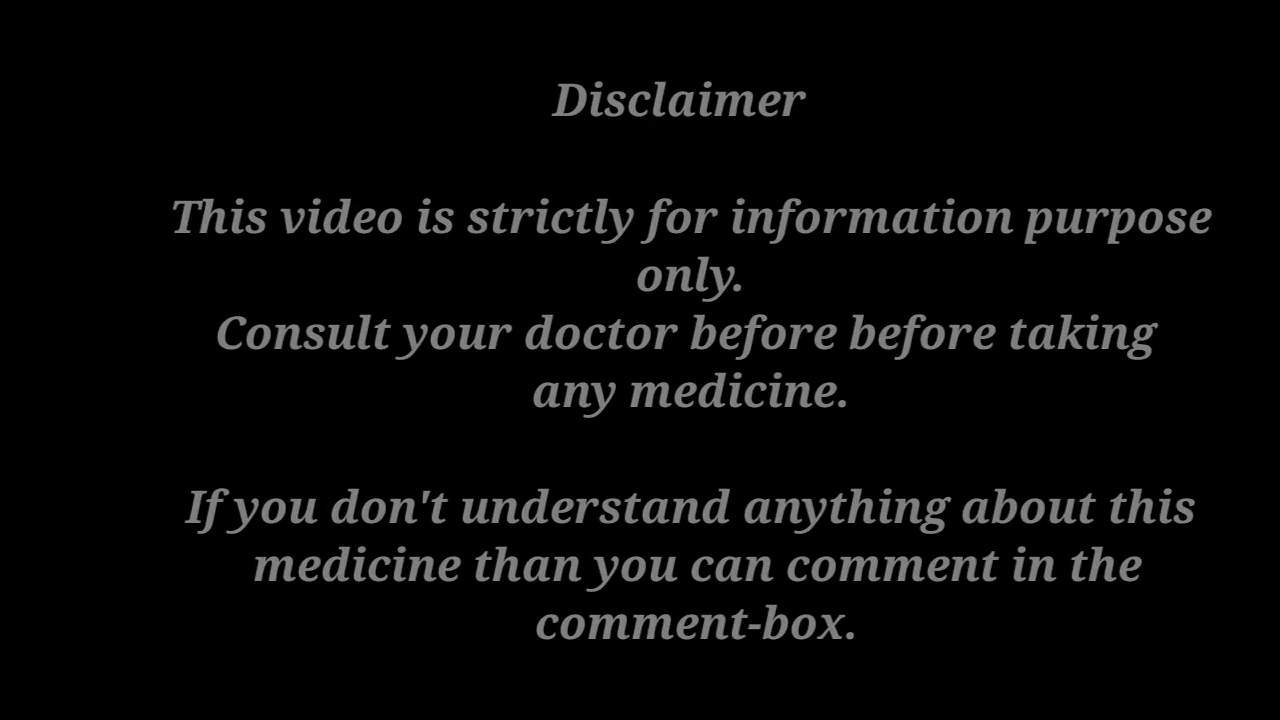 Disclaimer
This video is strictly for information purpose
only.
Consult your doctor before before taking
any medicine.
If you don't understand anything about this
medicine than you can comment in the
comment-box.